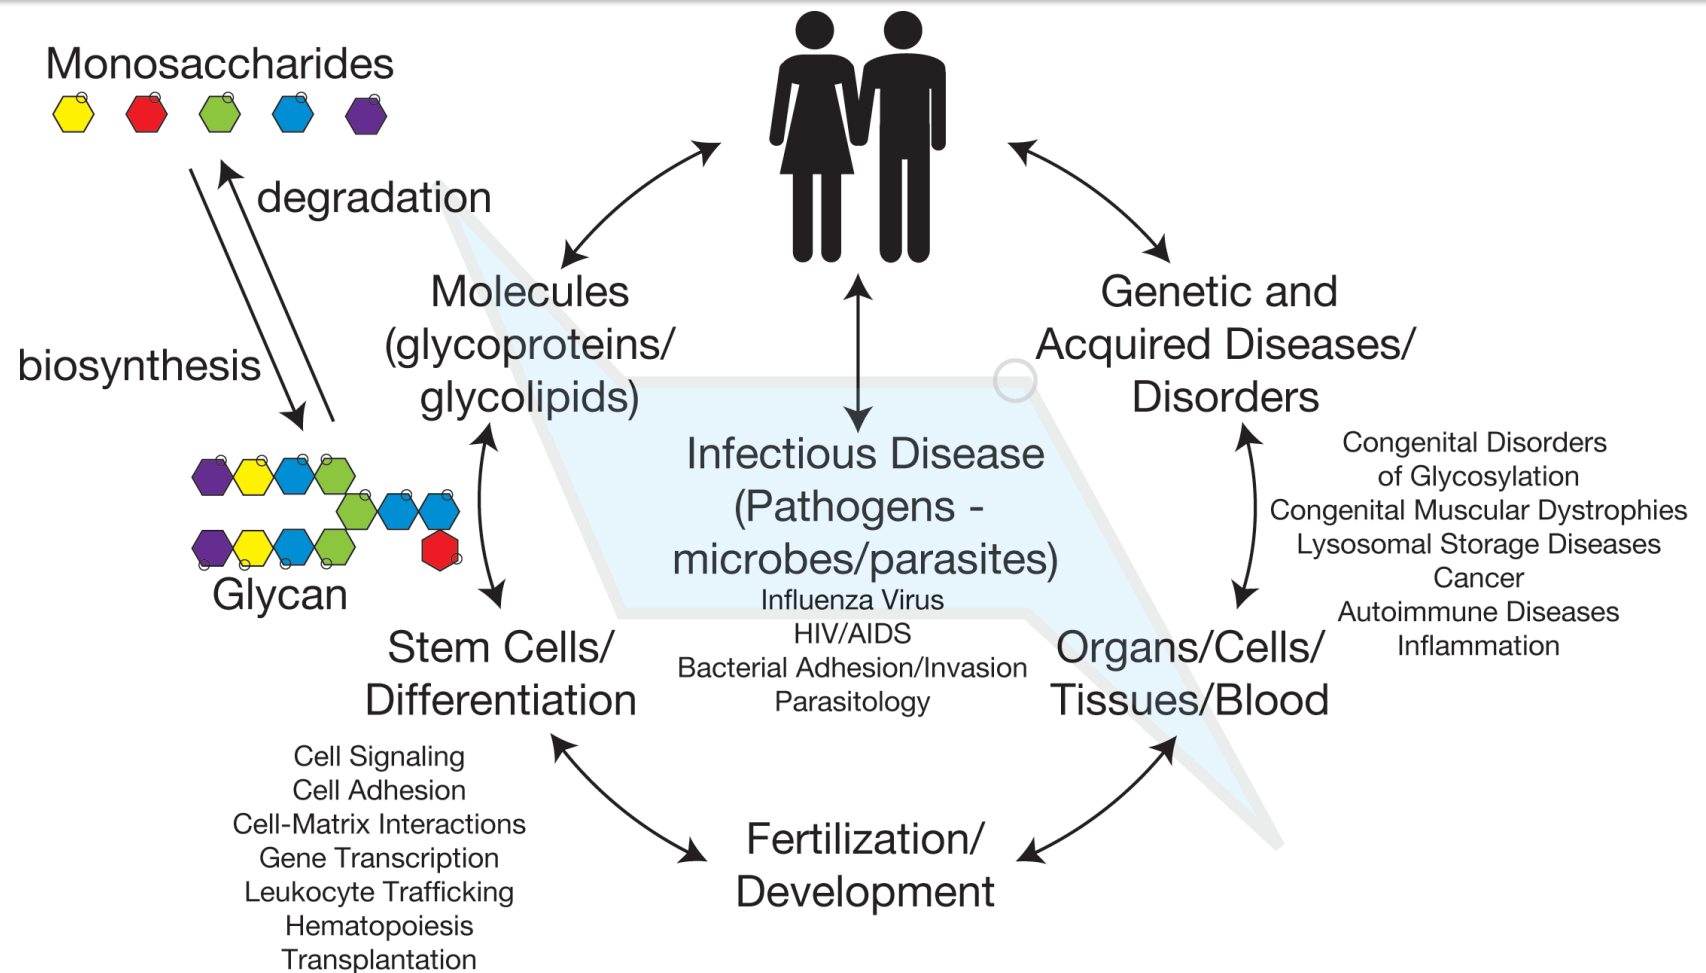 Monosaccharides
degradation
biosynthesis
Glycan
Molecules
(glycoproteins/
glycolipids)
Genetic and
Acquired Diseases/
Disorders
Congenital Disorders
of Glycosylation
Congenital Muscular Dystrophies
Lysosomal Storage Diseases
Cancer
Autoimmune Diseases
Inflammation
Infectious Disease
(Pathogens -
microbes/parasites)
Influenza Virus
HIV/AIDS
Bacterial Adhesion/Invasion
Parasitology
Stem Cells/
Differentiation
Cell Signaling
Cell Adhesion
Cell-Matrix Interactions
Gene Transcription
Leukocyte Trafficking
Hematopoiesis
Transplantation
Organs/Cells/
Tissues/Blood
Fertilization/
Development